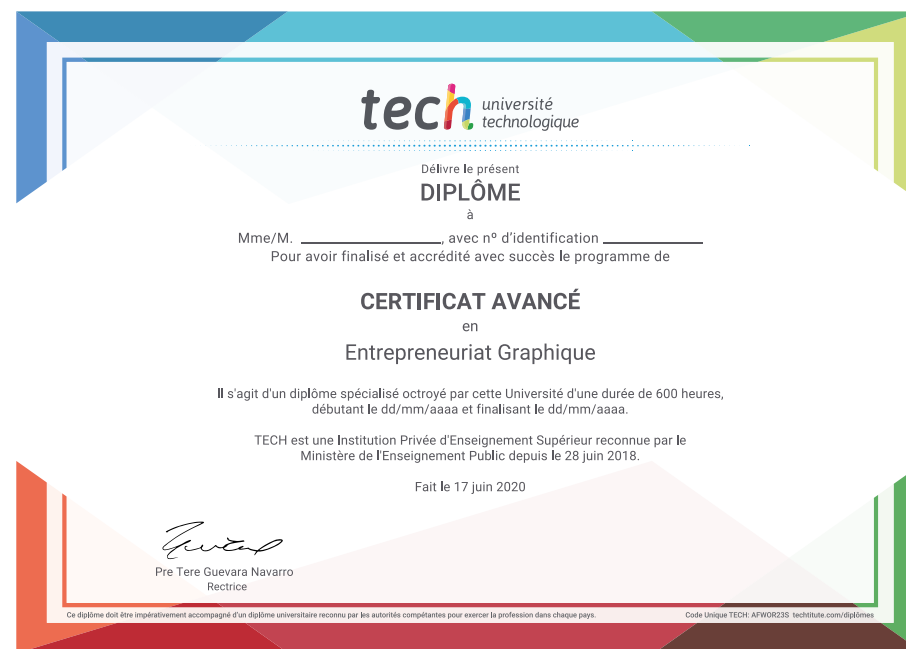 tech université
technologique
Délivre le présent
DIPLÔME
à
Mme/M. ____________________, avec nº d'identification ______________
Pour avoir finalisé et accrédité avec succès le programme de
CERTIFICAT AVANCÉ
en
Entrepreneuriat Graphique
Il s'agit d'un diplôme spécialisé octroyé par cette Université d'une durée de 600 heures,
débutant le dd/mm/aaaa et finalisant le dd/mm/aaaa.
TECH est une Institution Privée d'Enseignement Supérieur reconnue par le
Ministère de l'Enseignement Public depuis le 28 juin 2018.
Fait le 17 juin 2020
Pre Tere Guevara Navarro
Rectrice
Ce diplôme doit être impérativement accompagné d'un diplôme universitaire reconnu par les autorités compétentes pour exercer la profession dans chaque pays.
Code Unique TECH: AFWOR23S techtitute.com/diplômes